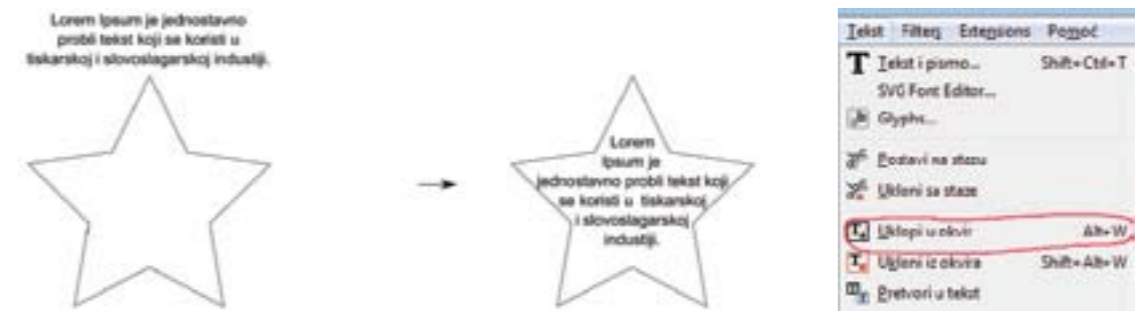 Lorem Ipsum je jednostavno
probli tekst koji se koristi u
tiskarskoj i slovoslagarskoj industiji.
Lorem
Ipsum je
jednostavno probli tekst koji
se koristi u tiskarskoj
i slovoslagarskoj
industiji.
Tekst Filteri Extensions Pomoć
Tekst i pismo... Shift+Ctrl+T
SVG Font Editor...
Glyphs...
Postavi na stazu
Ukloni sa staze
Uklopi u okvir Alt+W
Ukloni iz okvira Shift+Alt+W
Pretvori u tekst